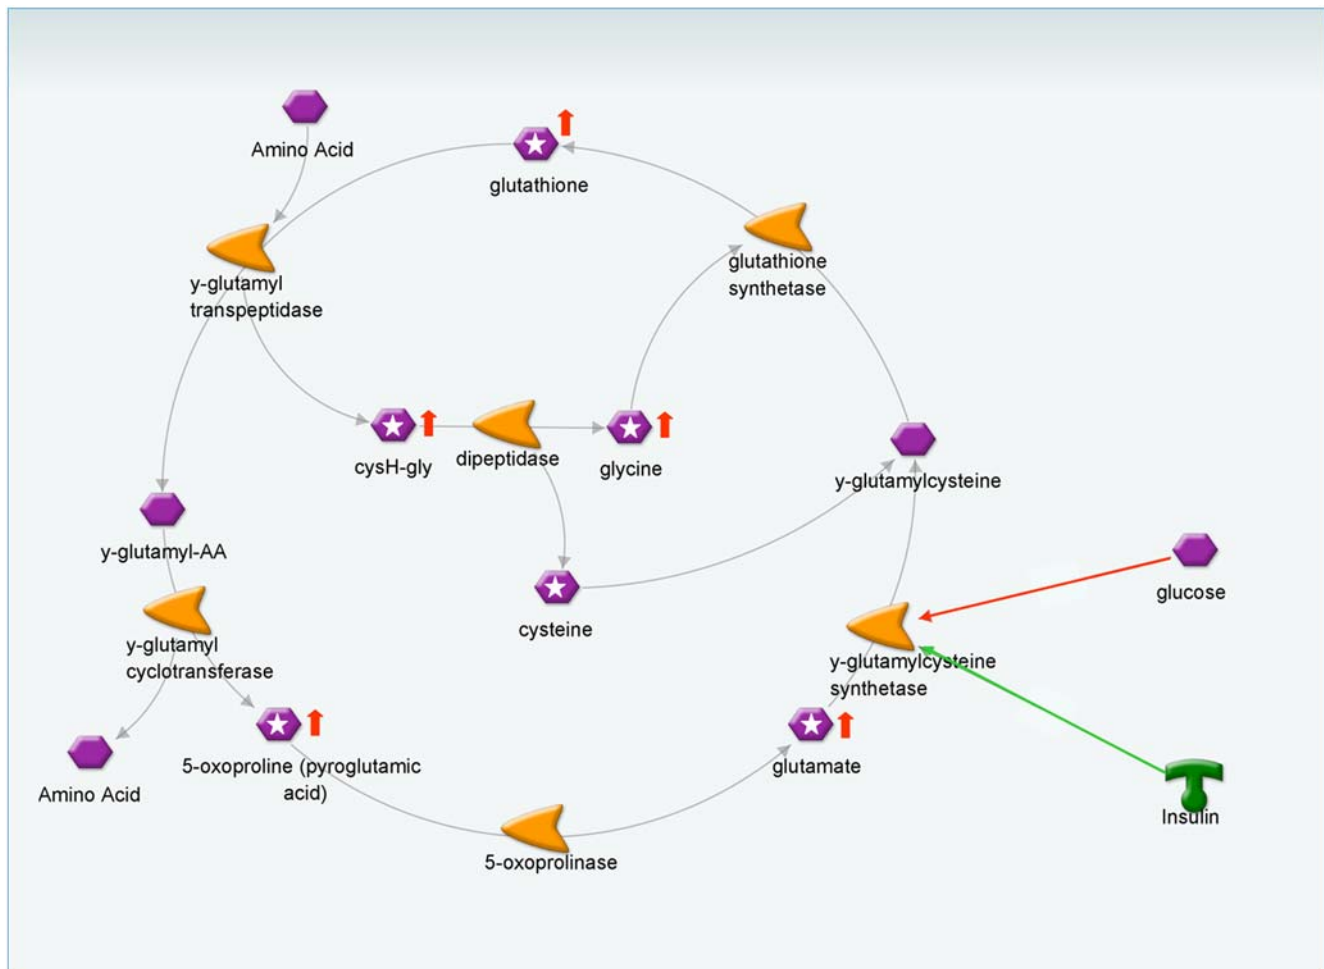 Amino Acid
glutathione
y-glutamyl
transpeptidase
glutathione
synthetase
cysH-gly
dipeptidase
glycine
y-glutamylcysteine
y-glutamyl-AA
glucose
cysteine
y-glutamyl
cyclotransferase
y-glutamylcysteine
synthetase
5-oxoproline (pyroglutamic
acid)
glutamate
Amino Acid
Insulin
5-oxoprolinase